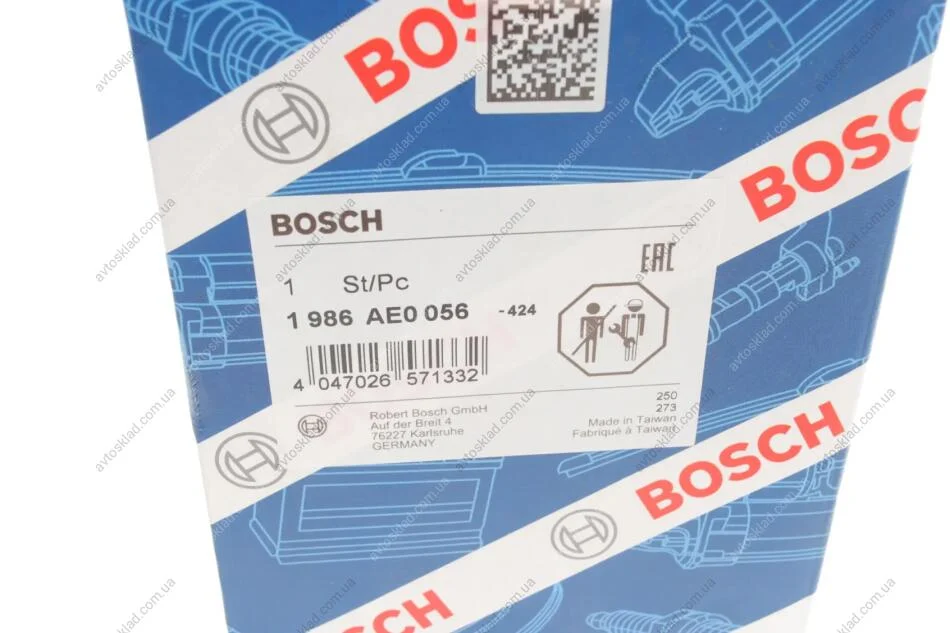 BOSCH
BOSCH
BOSCH
EAC
1 St/Pc
1 986 AE0 056 -424
4 047026 571332
250
273
Robert Bosch GmbH
Auf der Breit 4
76227 Karlsruhe
GERMANY
Made in Taiwan
Fabriqué à Taiwan
BOSCH
BOSCH
avtosklad.com.ua